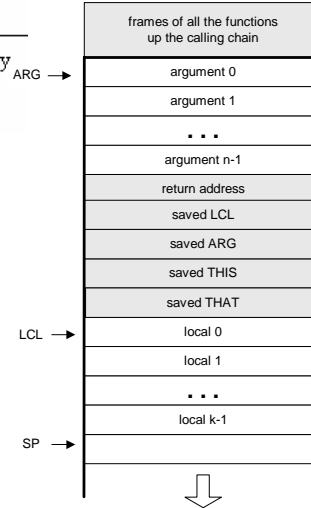 frames of all the functions
up the calling chain
y
ARG
argument 0
argument 1
. . .
argument n-1
return address
saved LCL
saved ARG
saved THIS
saved THAT
LCL
local 0
local 1
. . .
local k-1
SP